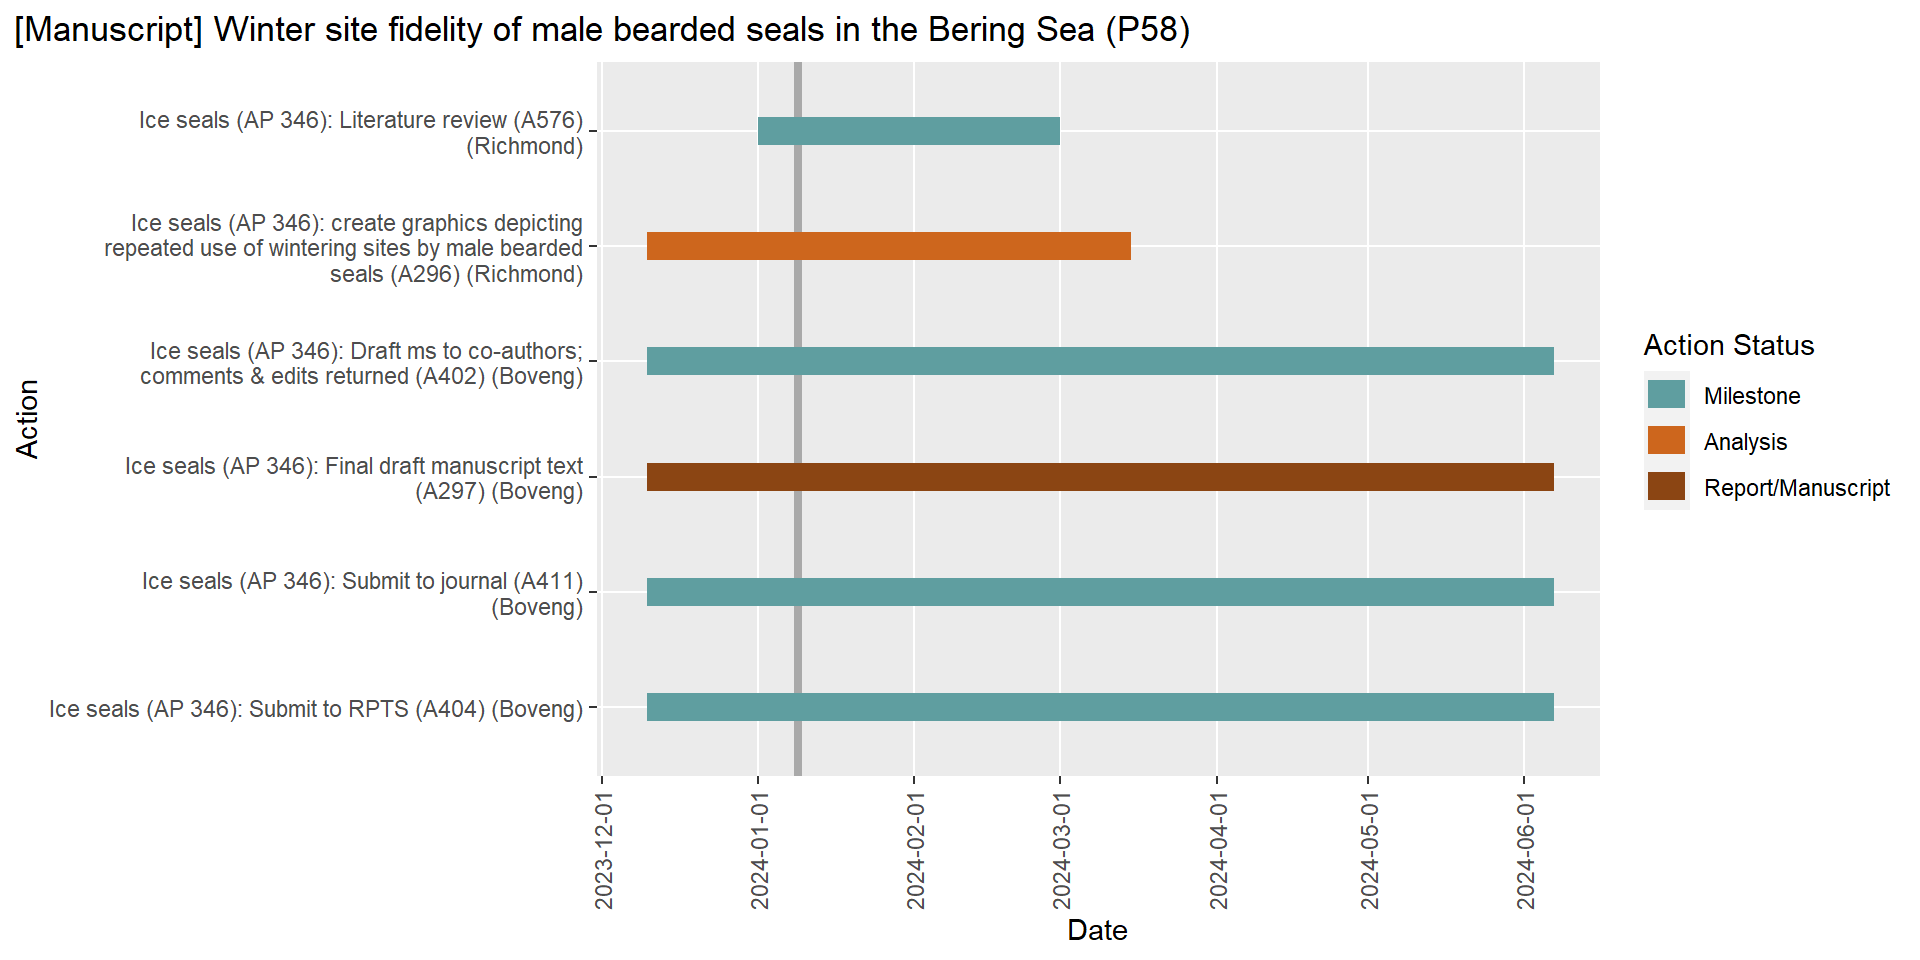 [Manuscript] Winter site fidelity of male bearded seals in the Bering Sea (P58)
Ice seals (AP 346): Literature review (A576)
(Richmond)
Ice seals (AP 346): create graphics depicting
repeated use of wintering sites by male bearded
seals (A296) (Richmond)
Ice seals (AP 346): Draft ms to co-authors;
comments & edits returned (A402) (Boveng)
Ice seals (AP 346): Final draft manuscript text
(A297) (Boveng)
Ice seals (AP 346): Submit to journal (A411)
(Boveng)
Ice seals (AP 346): Submit to RPTS (A404) (Boveng)
Action
2023-12-01
2024-01-01
2024-02-01
2024-03-01
2024-04-01
2024-05-01
2024-06-01
Date
Action Status
Milestone
Analysis
Report/Manuscript